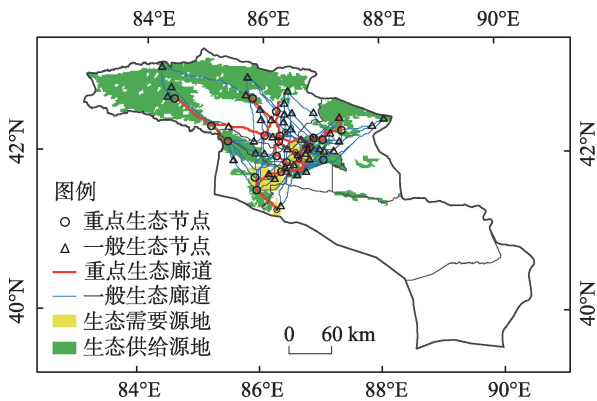 84°E 86°E 88°E 90°E
42°N 42°N
图例
重点生态节点
一般生态节点
重点生态廊道
一般生态廊道
生态需要源地
生态供给源地
0 60 km
40°N 40°N
84°E 86°E 88°E 90°E